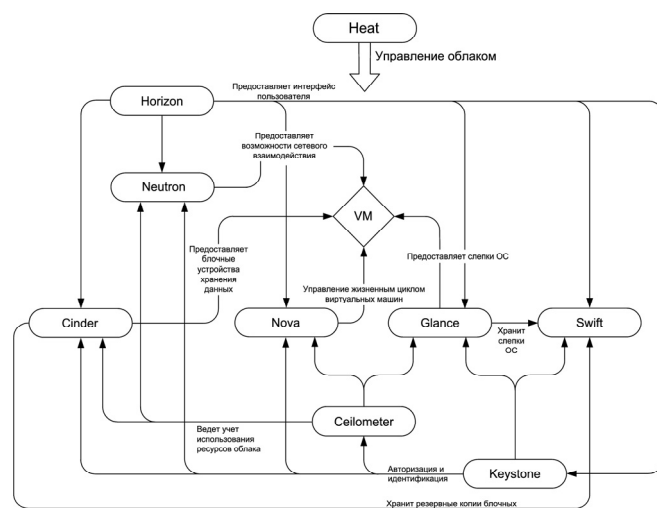 Heat
Управление облаком
Предоставляет интерфейс
пользователя
Horizon
Предоставляет
возможности сетевого
взаимодействия
Neutron
VM
Предоставляет
блочные
устройства
хранения
данных
Предоставляет слепки ОС
Управление жизненным циклом
виртуальных машин
Cinder
Nova
Glance
Swift
Хранит
слепки
ОС
Ceilometer
Ведет учет
использования
ресурсов облака
Авторизация и
идентификация
Keystone
Хранит резервные копии блочных